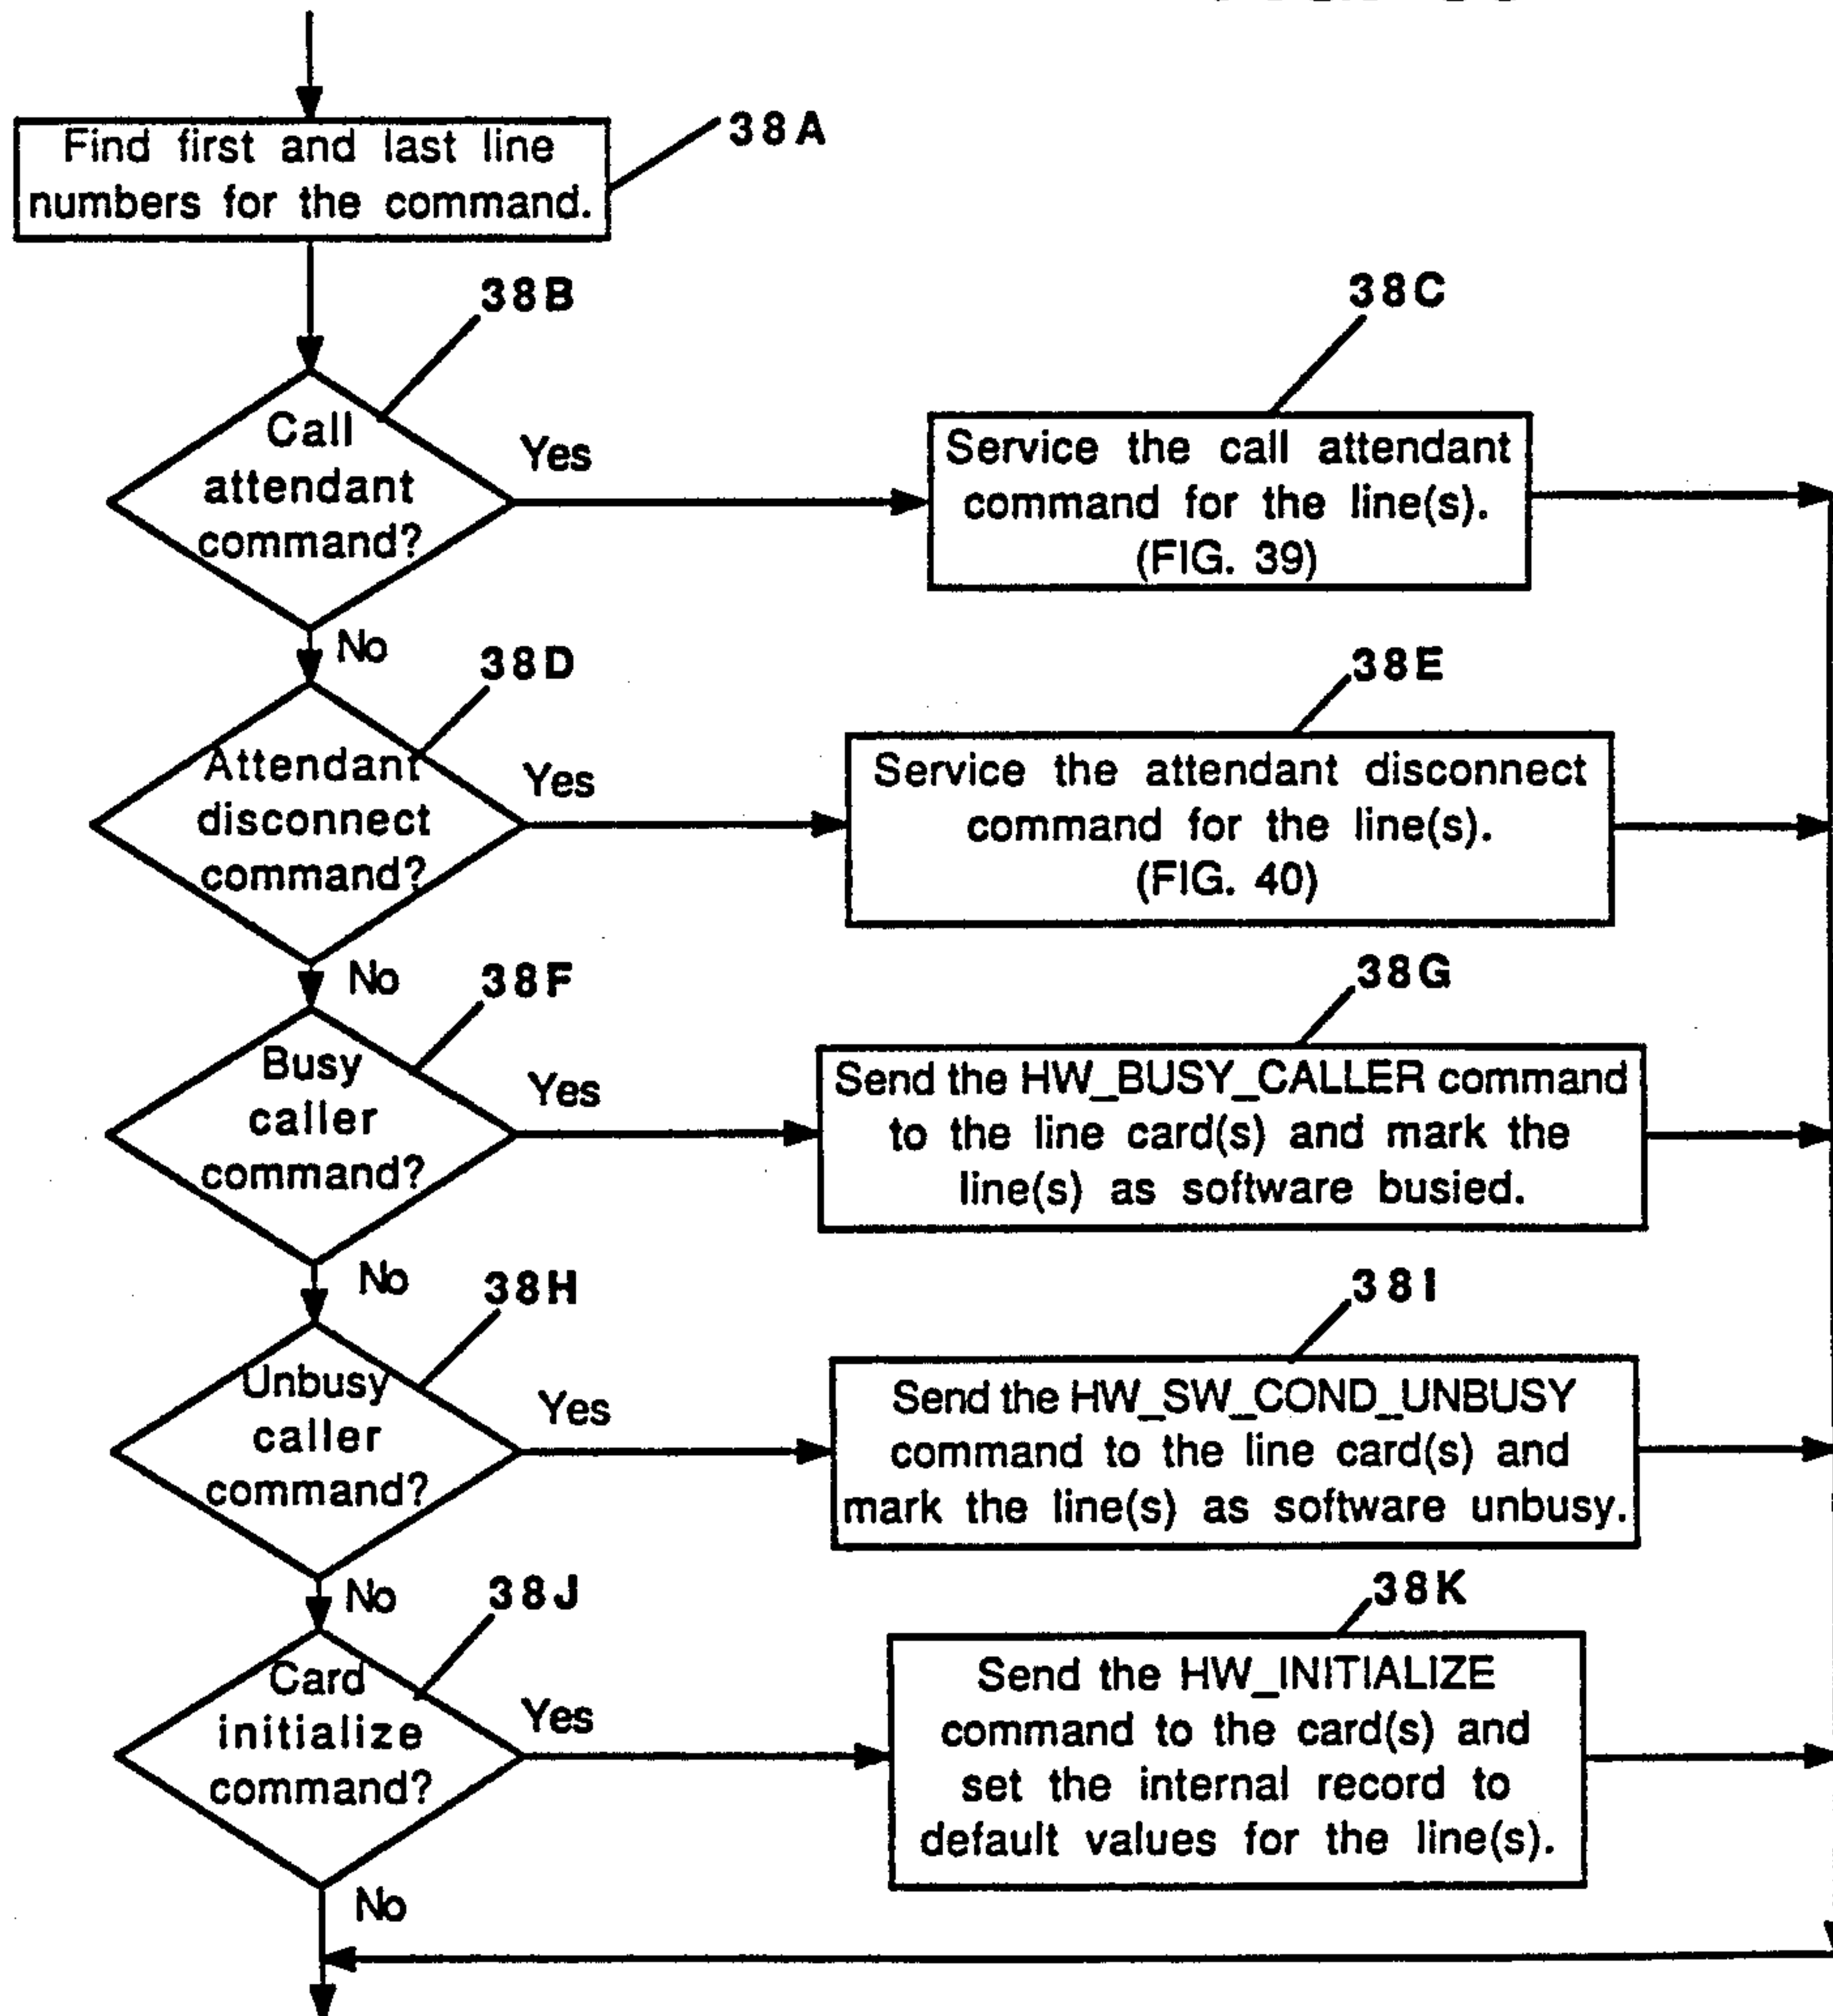 Find first and last line
numbers for the command.
38A
38B
Call
attendant
command?
Yes
No
38C
Service the call attendant
command for the line(s).
(FIG. 39)
38D
Attendant
disconnect
command?
Yes
No
38E
Service the attendant disconnect
command for the line(s).
(FIG. 40)
38F
Busy
caller
command?
Yes
No
38G
Send the HW_BUSY_CALLER command
to the line card(s) and mark the
line(s) as software busied.
38H
Unbusy
caller
command?
Yes
No
38I
Send the HW_SW_COND_UNBUSY
command to the line card(s) and
mark the line(s) as software unbusy.
38J
Card
initialize
command?
Yes
No
38K
Send the HW_INITIALIZE
command to the card(s) and
set the internal record to
default values for the line(s).